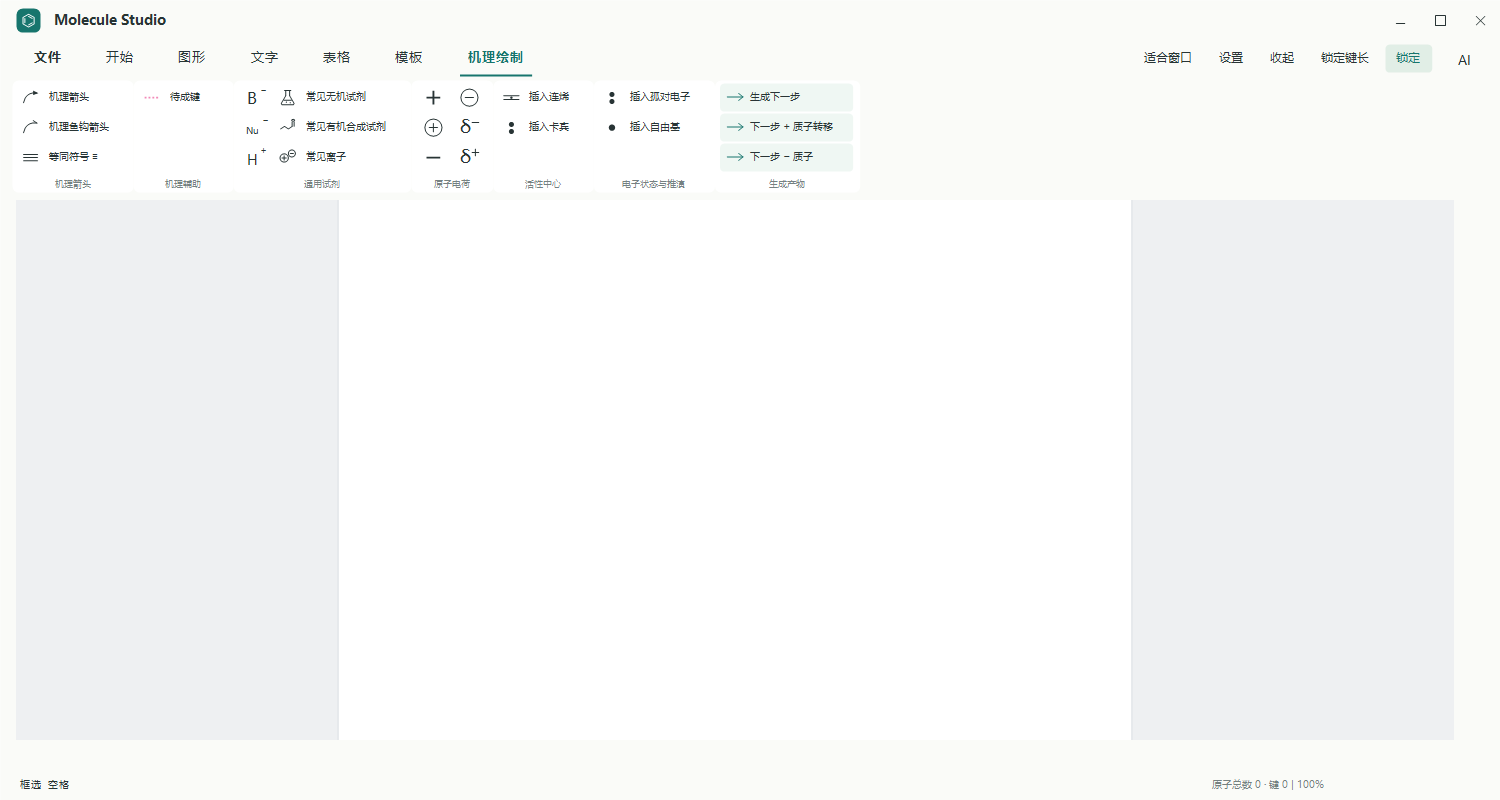 Molecule Studio
文件 开始 图形 文字 表格 模板 机理绘制 适合窗口 设置 收起 锁定键长 锁定 AI
机理箭头 待成键 B⁻ 常见无机试剂 + ⊖ 插入连烯 插入孤对电子 生成下一步
机理鱼钩箭头 Nu⁻ 常见有机合成试剂 ⊕ δ⁻ 插入卡宾 插入自由基 下一步 + 质子转移
等同符号 ≡ H⁺ 常见离子 − δ⁺ 下一步 − 质子
机理箭头 机理辅助 通用试剂 原子电荷 活性中心 电子状态与推演 生成产物
框选 空格 原子总数 0 · 键 0 | 100%